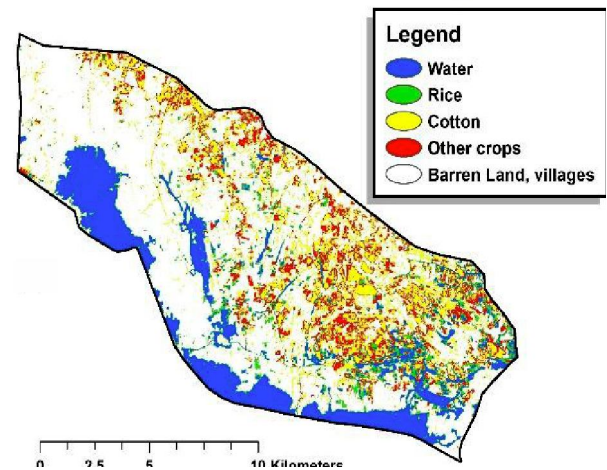 Legend
Water
Rice
Cotton
Other crops
Barren Land, villages
0 2.5 5 10 Kilometers